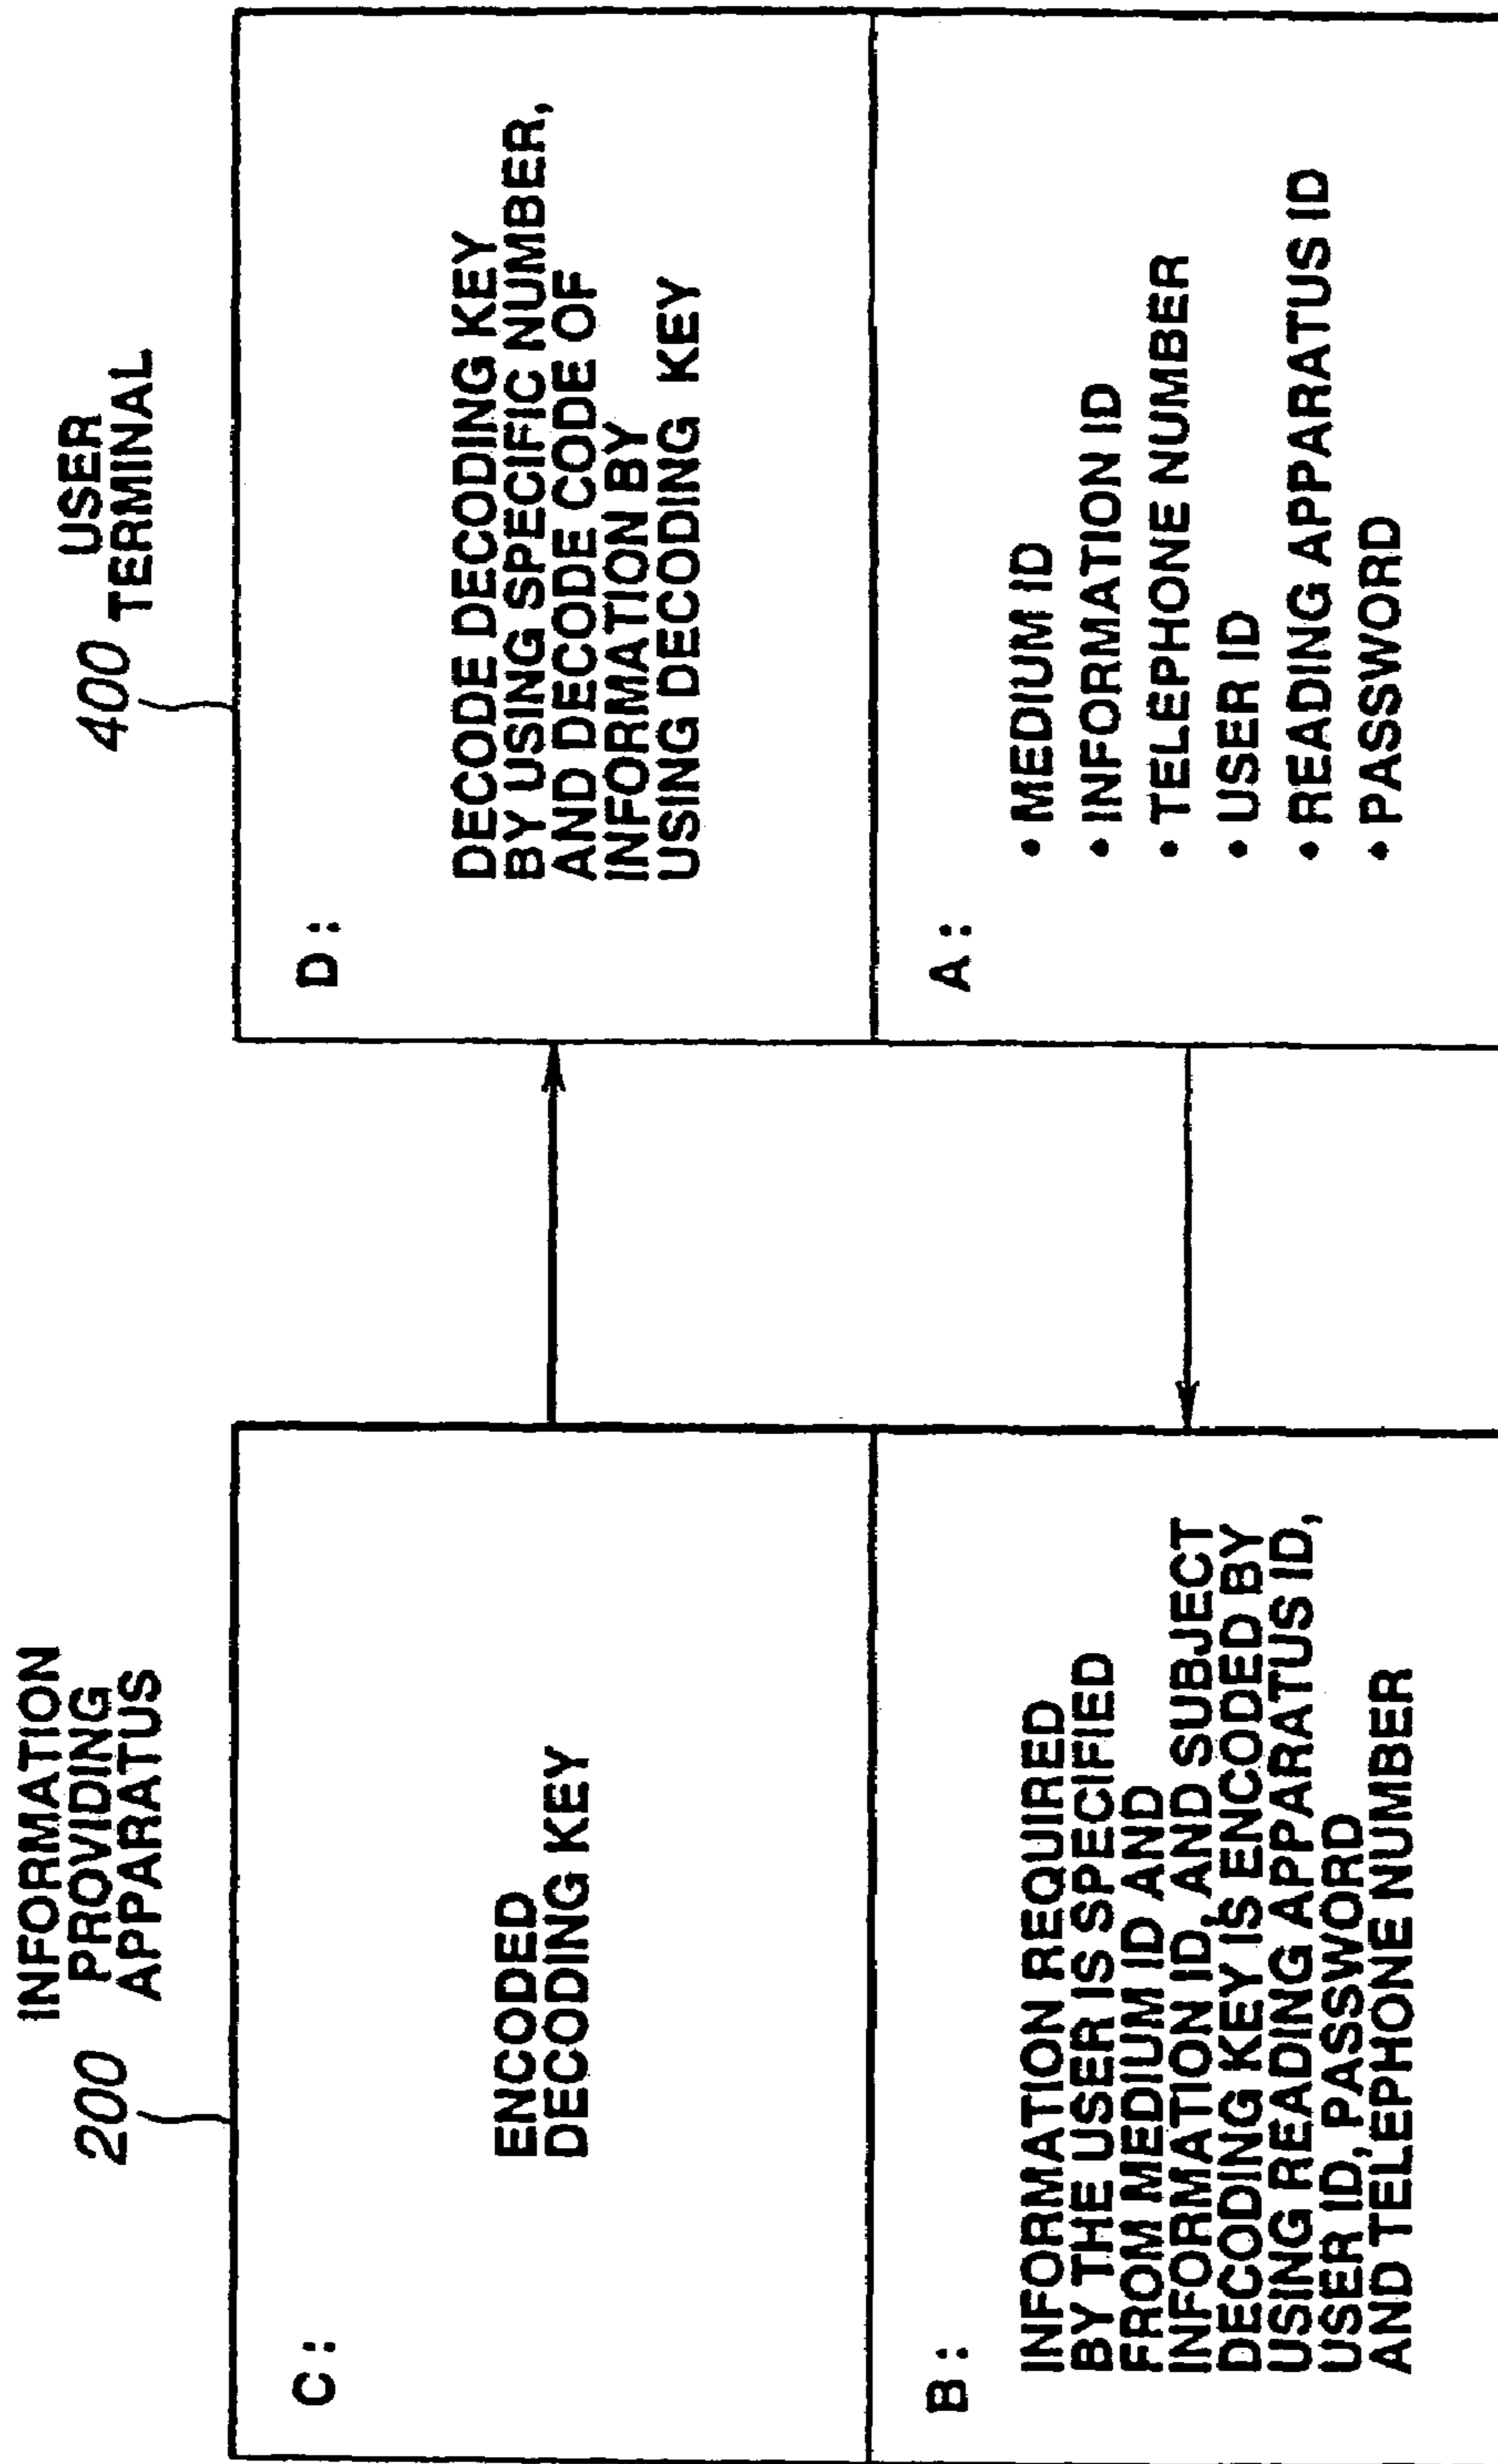 INFORMATION
PROVIDING
APPARATUS
200
C:
ENCODED
DECODING KEY
B:
INFORMATION REQUIRED
BY THE USER IS SPECIFIED
FROM MEDIUM ID AND
INFORMATION ID, AND SUBJECT
DECODING KEY IS ENCODED BY
USING READING APPARATUS ID,
USER ID, PASSWORD
AND TELEPHONE NUMBER
USER
400 TERMINAL
D:
DECODE DECODING KEY
BY USING SPECIFIC NUMBER,
AND DECODE CODE OF
INFORMATION BY
USING DECODING KEY
A:
• MEDIUM ID
• INFORMATION ID
• TELEPHONE NUMBER
• USER ID
• READING APPARATUS ID
• PASSWORD